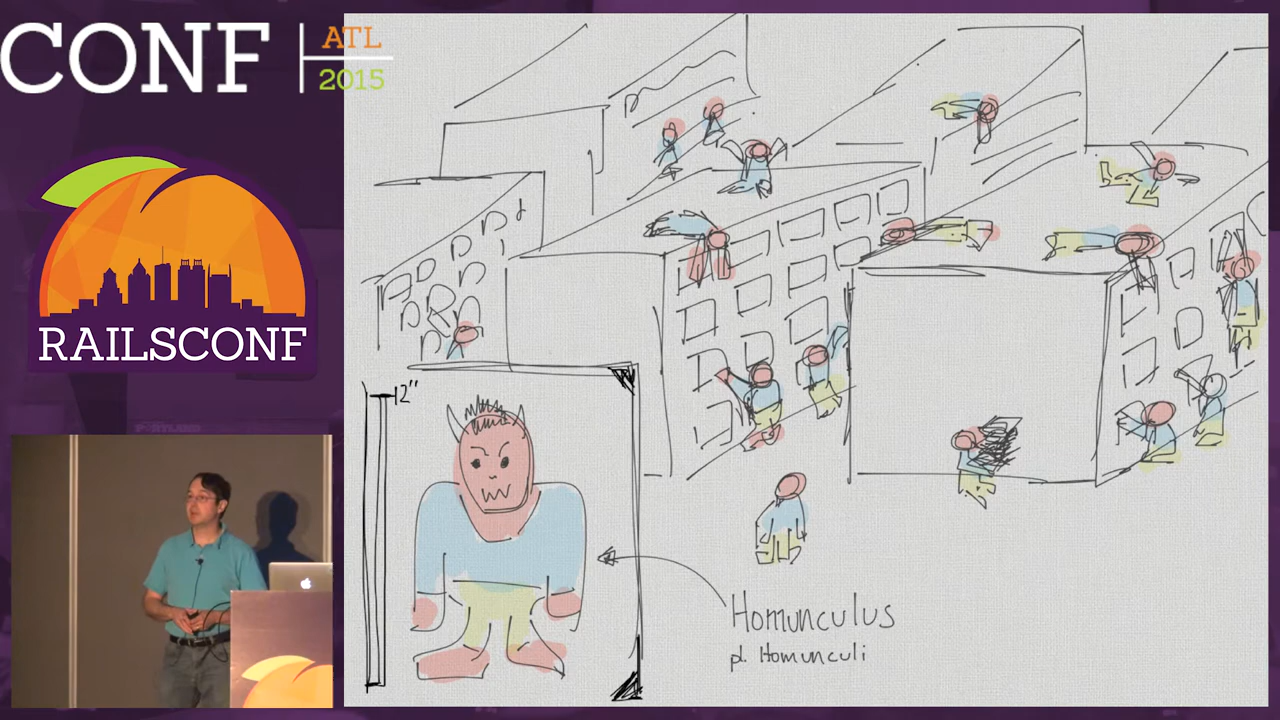 CONF
ATL
2015
RAILSCONF
12"
Homunculus
pl. Homunculi